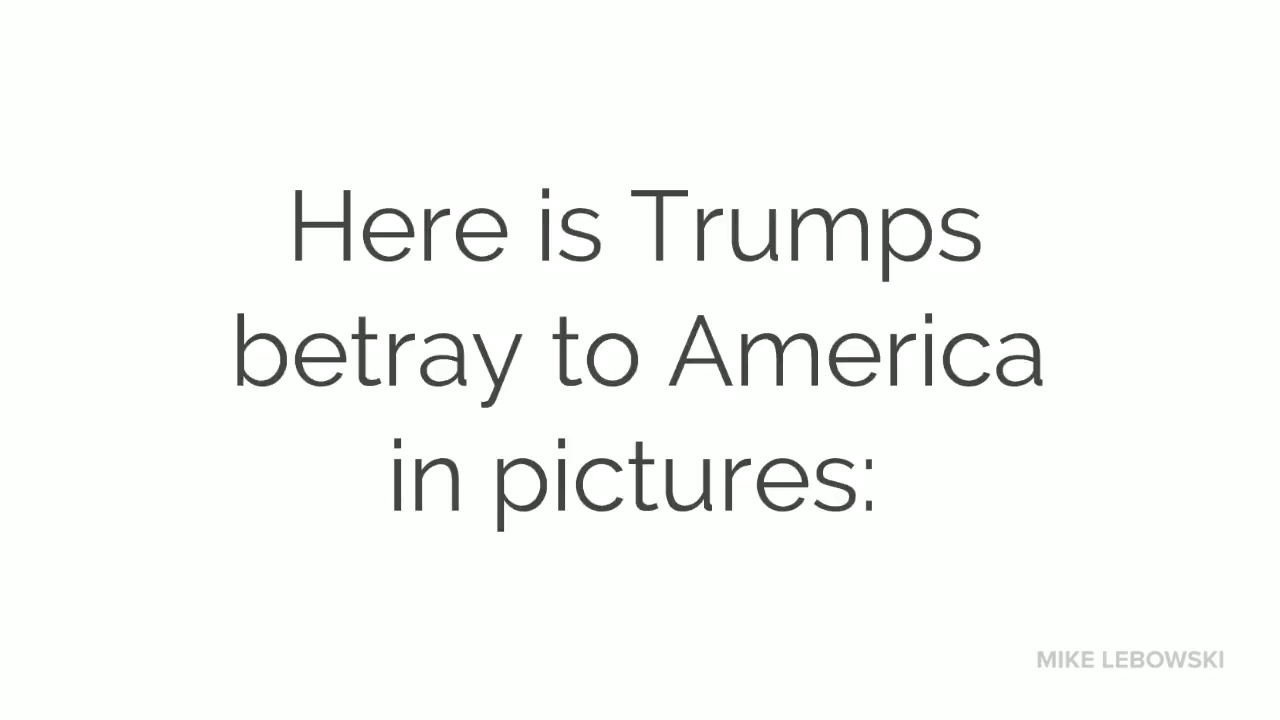 Here is Trumps
betray to America
in pictures:
MIKE LEBOWSKI